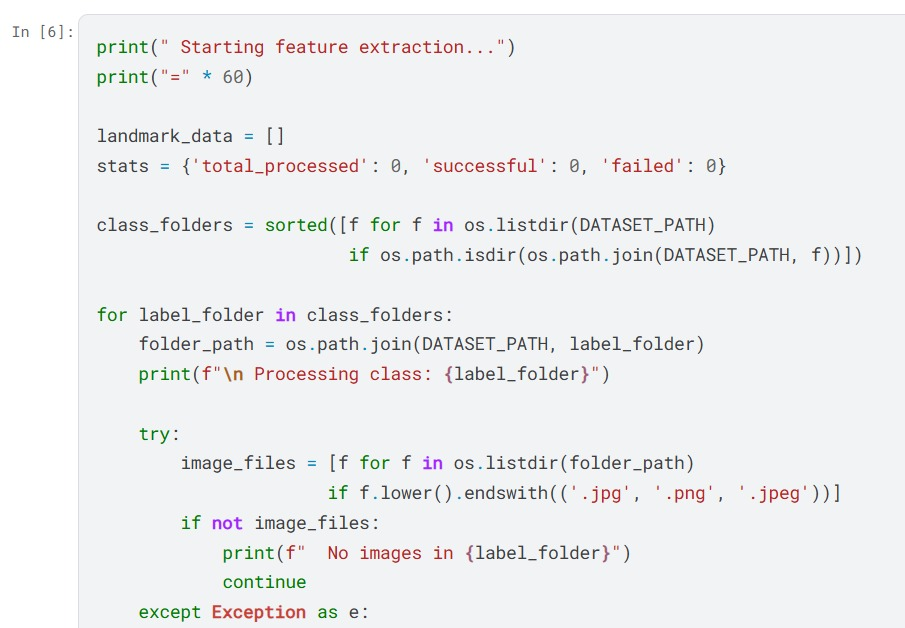 In [6]:
print(" Starting feature extraction...")
print("=" * 60)

landmark_data = []
stats = {'total_processed': 0, 'successful': 0, 'failed': 0}

class_folders = sorted([f for f in os.listdir(DATASET_PATH)
                        if os.path.isdir(os.path.join(DATASET_PATH, f))])

for label_folder in class_folders:
    folder_path = os.path.join(DATASET_PATH, label_folder)
    print(f"\n Processing class: {label_folder}")

    try:
        image_files = [f for f in os.listdir(folder_path)
                      if f.lower().endswith(('.jpg', '.png', '.jpeg'))]
        if not image_files:
            print(f"  No images in {label_folder}")
            continue
    except Exception as e: